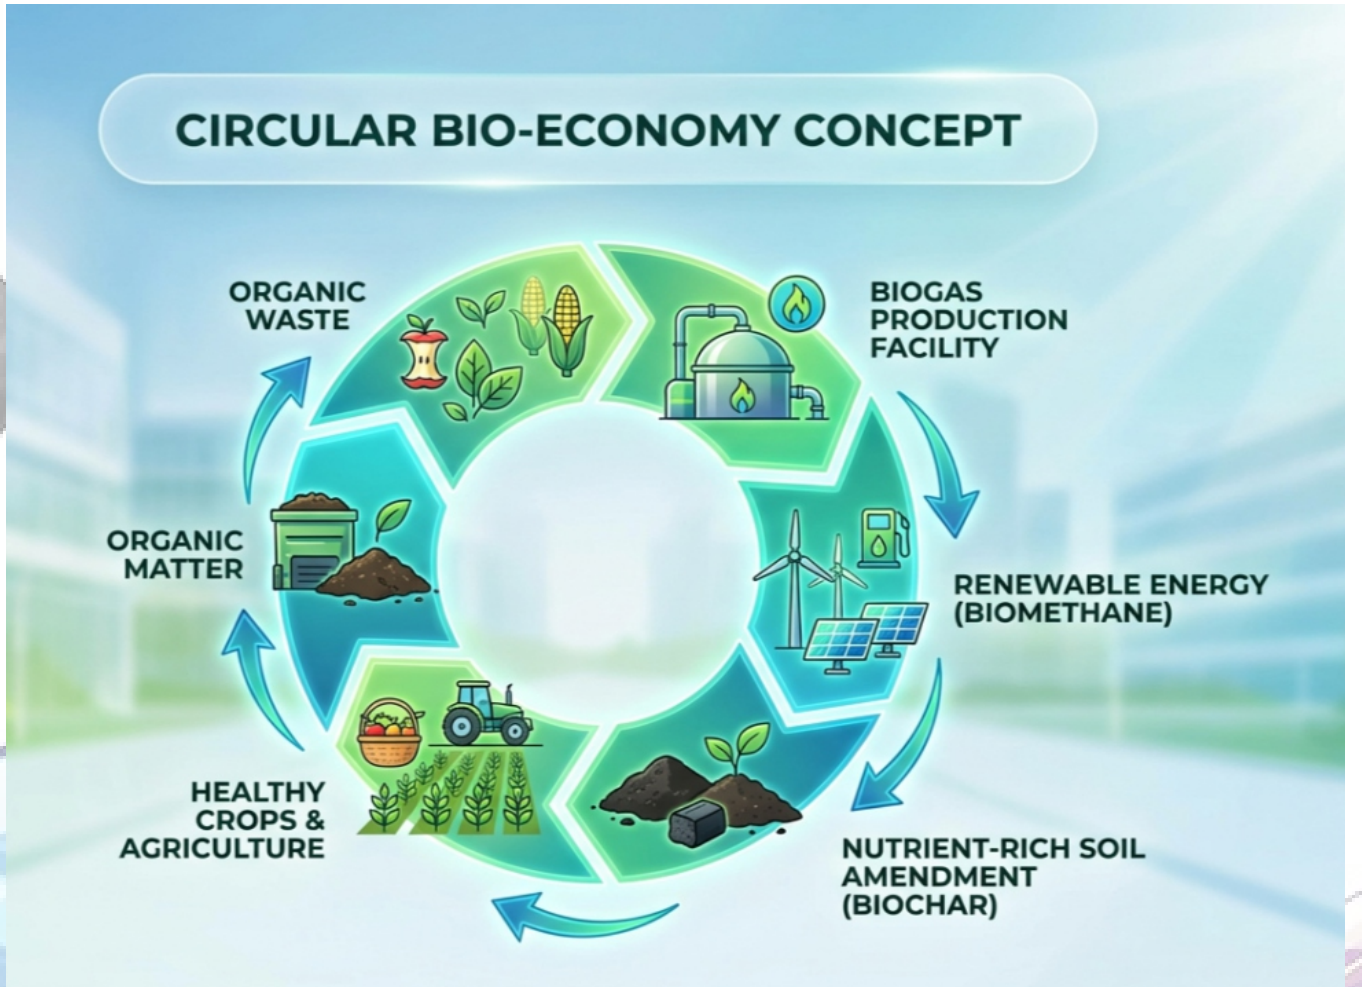 CIRCULAR BIO-ECONOMY CONCEPT
ORGANIC
WASTE
BIOGAS
PRODUCTION
FACILITY
RENEWABLE ENERGY
(BIOMETHANE)
NUTRIENT-RICH SOIL
AMENDMENT
(BIOCHAR)
HEALTHY
CROPS &
AGRICULTURE
ORGANIC
MATTER